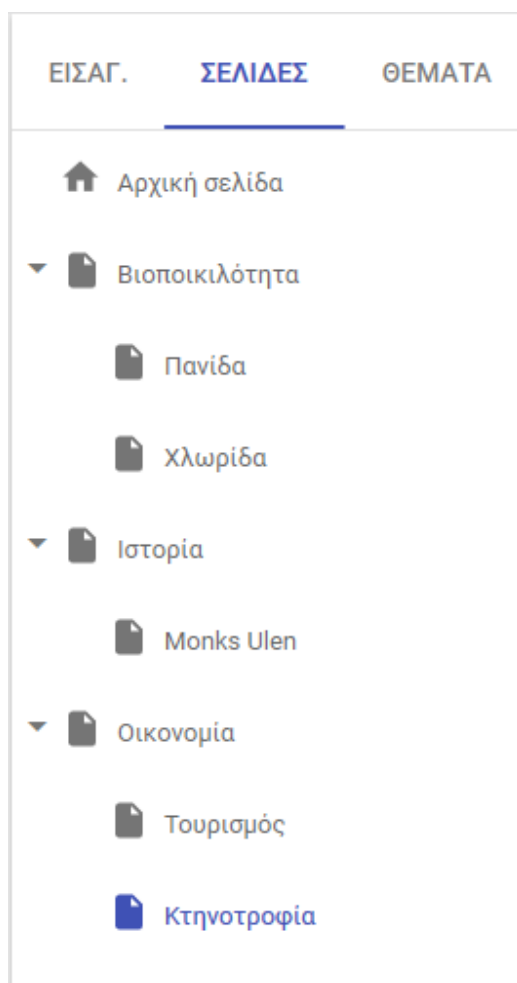 ΕΙΣΑΓ. ΣΕΛΙΔΕΣ ΘΕΜΑΤΑ
Αρχική σελίδα
Βιοποικιλότητα
Πανίδα
Χλωρίδα
Ιστορία
Monks Ulen
Οικονομία
Τουρισμός
Κτηνοτροφία